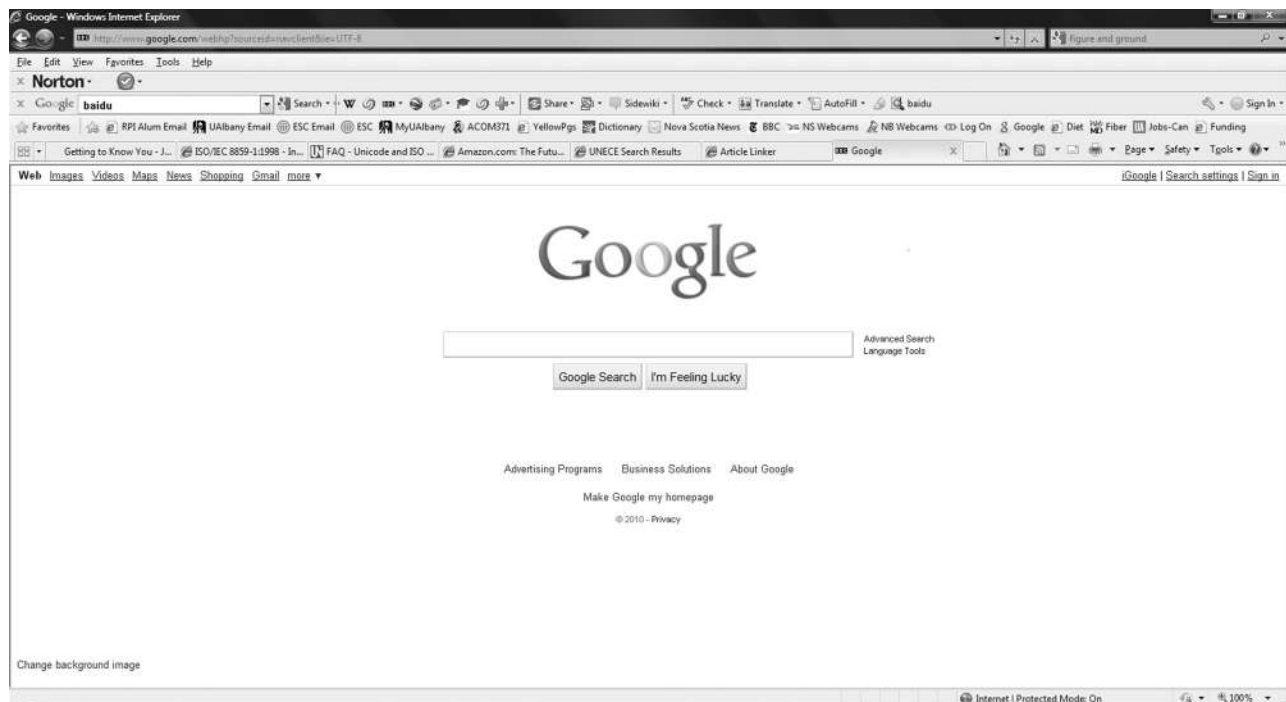 Google - Windows Internet Explorer
http://www.google.com/webhp?sourceid=navclient&ie=UTF-8 figure and ground
File Edit View Favorites Tools Help
× Norton
× Google baidu Search W Share Sidewiki Check Translate AutoFill baidu Sign In
Favorites RPI Alum Email UAlbany Email ESC Email ESC MyUAlbany ACOM371 YellowPgs Dictionary Nova Scotia News BBC NS Webcams NB Webcams Log On Google Diet Fiber Jobs-Can Funding
Getting to Know You - J... ISO/IEC 8859-1:1998 - In... FAQ - Unicode and ISO ... Amazon.com: The Futu... UNECE Search Results Article Linker Google × Page Safety Tools
Web Images Videos Maps News Shopping Gmail more ▼ iGoogle | Search settings | Sign in
Google
Advanced Search
Language Tools
Google Search I'm Feeling Lucky
Advertising Programs Business Solutions About Google
Make Google my homepage
© 2010 - Privacy
Change background image
Internet | Protected Mode: On 100%